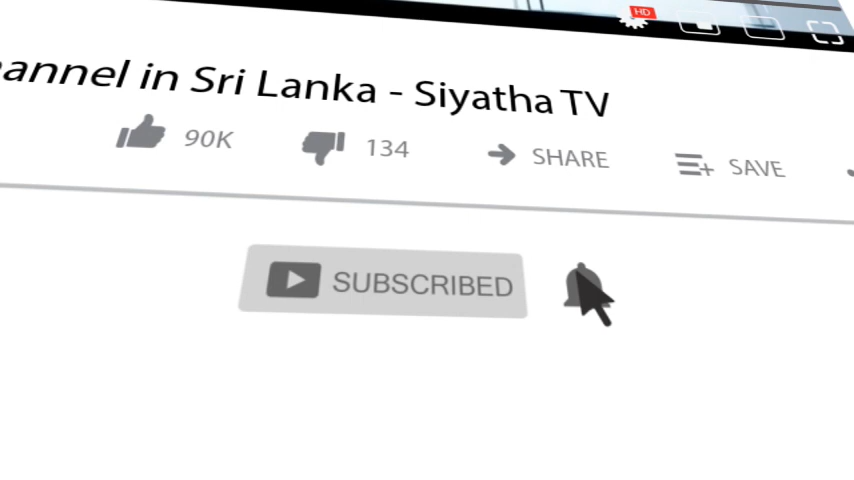 HD
annel in Sri Lanka - Siyatha TV
90K 134 SHARE SAVE
SUBSCRIBED